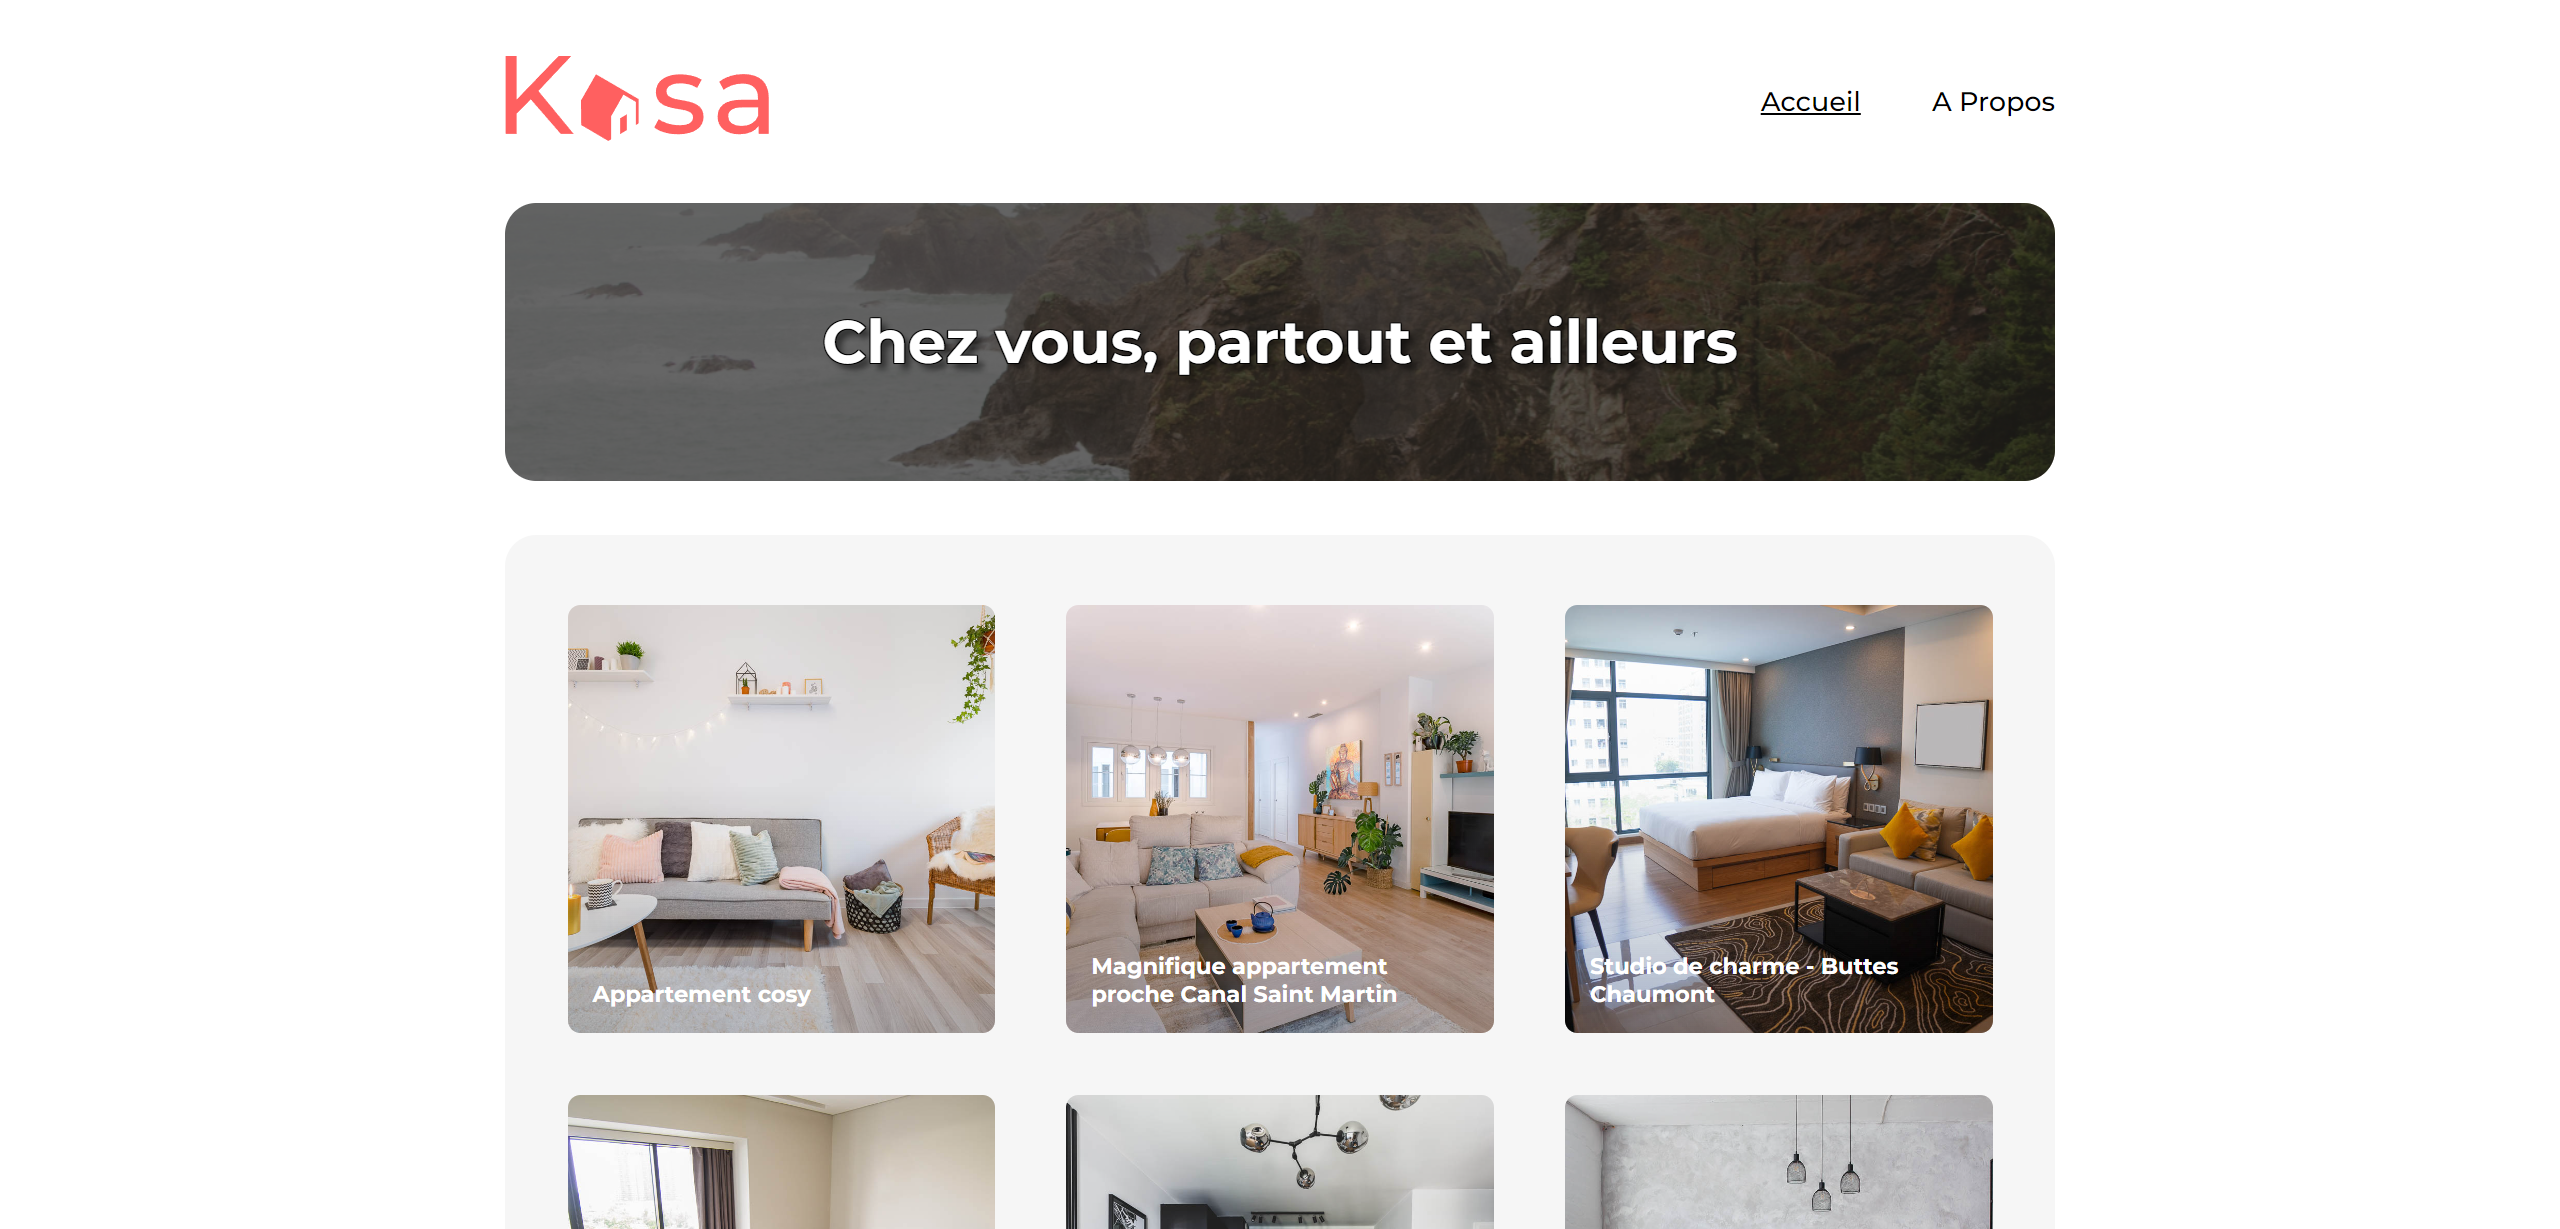 Kasa
Accueil
A Propos
Chez vous, partout et ailleurs
Appartement cosy
Magnifique appartement
proche Canal Saint Martin
Studio de charme - Buttes
Chaumont